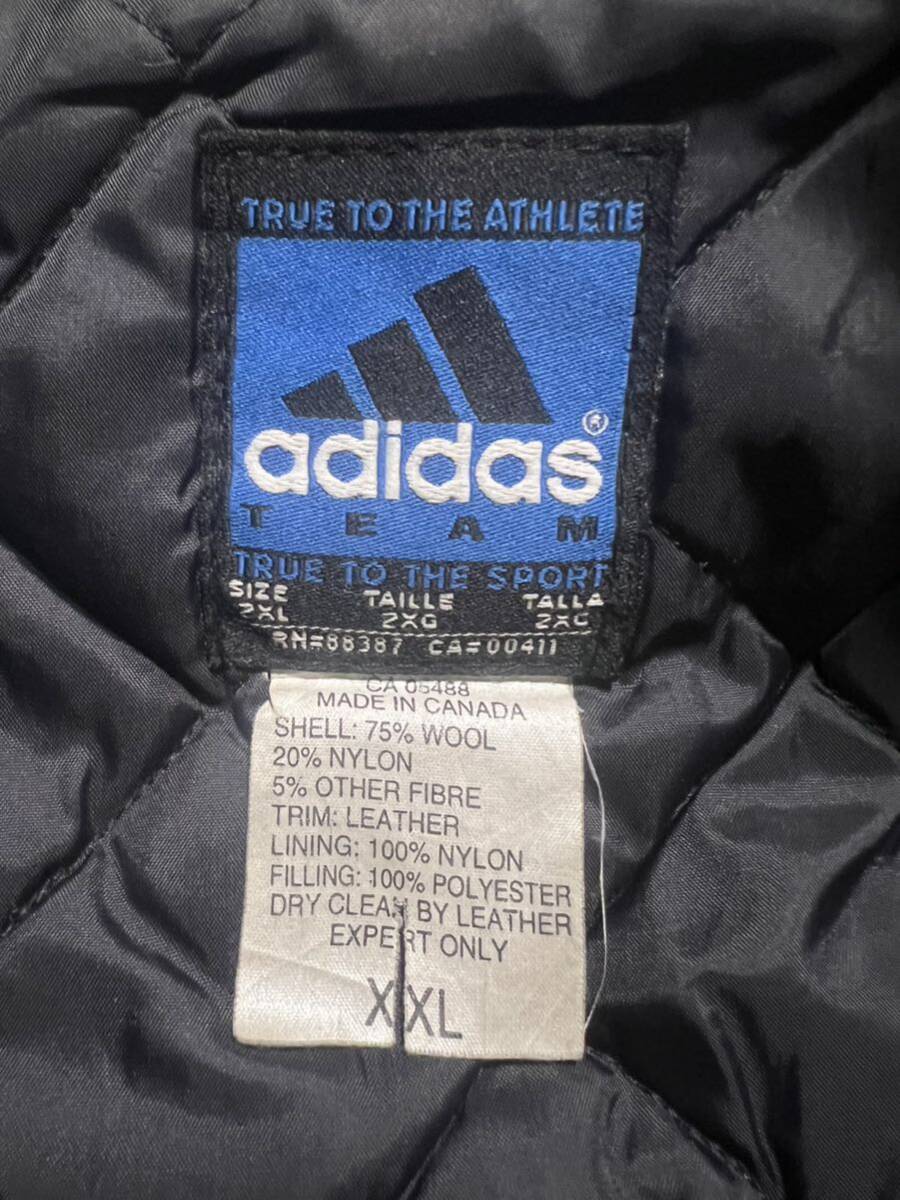 TRUE TO THE ATHLETE
adidas®
TEAM
TRUE TO THE SPORT
SIZE TAILLE TALLA
2XL 2XG 2XG
RN=88387 CA=00411
CA 05488
MADE IN CANADA
SHELL: 75% WOOL
20% NYLON
5% OTHER FIBRE
TRIM: LEATHER
LINING: 100% NYLON
FILLING: 100% POLYESTER
DRY CLEAN BY LEATHER
EXPERT ONLY
XXL